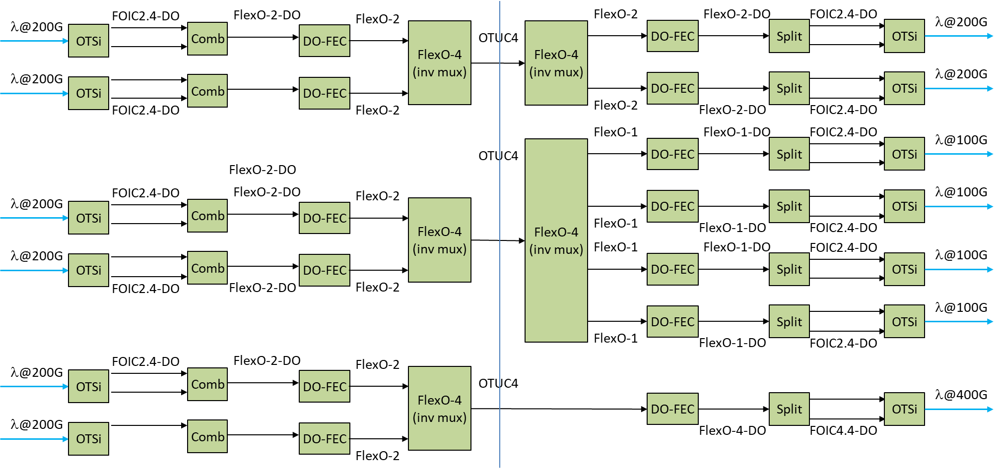 λ@200G
OTSi
FOIC2.4-DO
Comb
FlexO-2-DO
DO-FEC
FlexO-2
FlexO-4
(inv mux)
λ@200G
OTSi
FOIC2.4-DO
Comb
DO-FEC
FlexO-2
OTUC4
FlexO-4
(inv mux)
FlexO-2
DO-FEC
FlexO-2-DO
Split
FOIC2.4-DO
OTSi
λ@200G
FlexO-2
DO-FEC
FlexO-2-DO
Split
FOIC2.4-DO
OTSi
λ@200G
FlexO-2-DO
λ@200G
OTSi
FOIC2.4-DO
Comb
FlexO-2-DO
DO-FEC
FlexO-2
FlexO-4
(inv mux)
λ@200G
OTSi
FOIC2.4-DO
Comb
FlexO-2-DO
DO-FEC
FlexO-2
OTUC4
FlexO-4
(inv mux)
FlexO-1
DO-FEC
FlexO-1-DO
Split
FOIC2.4-DO
OTSi
λ@100G
FlexO-1
DO-FEC
FlexO-1-DO
Split
FOIC2.4-DO
OTSi
λ@100G
FlexO-1
DO-FEC
FlexO-1-DO
Split
FOIC2.4-DO
OTSi
λ@100G
FlexO-1
DO-FEC
FlexO-1-DO
Split
FOIC2.4-DO
OTSi
λ@100G
λ@200G
OTSi
FOIC2.4-DO
Comb
FlexO-2-DO
DO-FEC
FlexO-2
FlexO-4
(inv mux)
λ@200G
OTSi
Comb
DO-FEC
FlexO-2
OTUC4
DO-FEC
FlexO-4-DO
Split
FOIC4.4-DO
OTSi
λ@400G